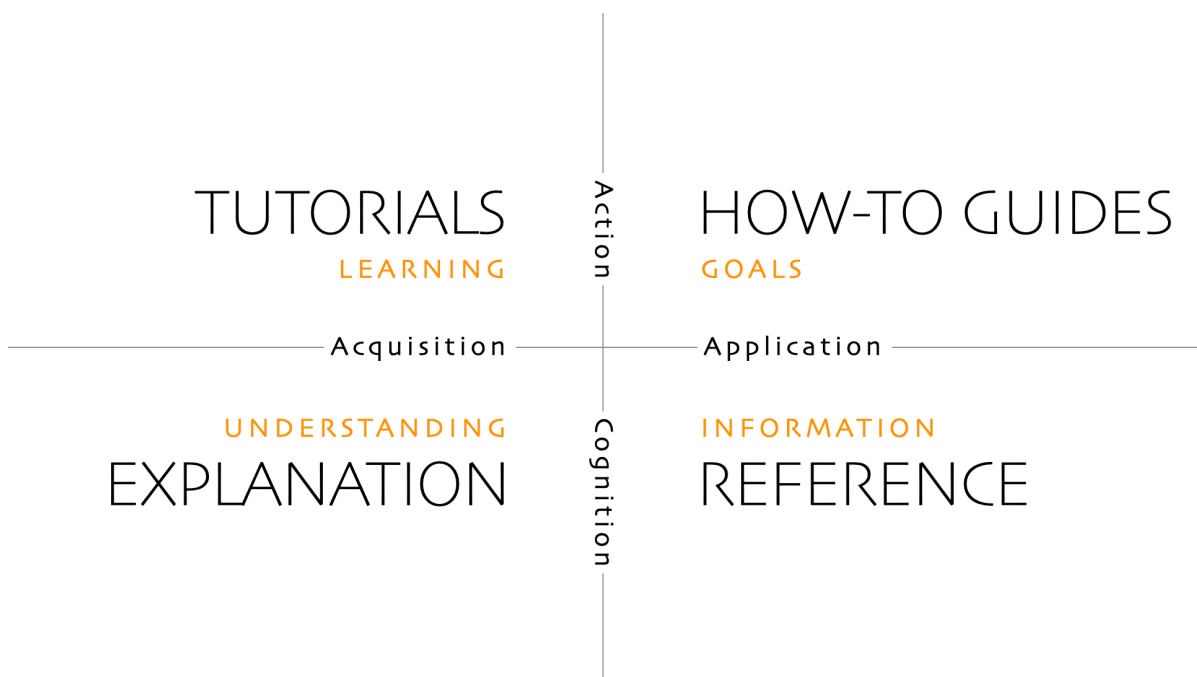 Action
TUTORIALS
LEARNING
HOW-TO GUIDES
GOALS
Acquisition
Application
UNDERSTANDING
EXPLANATION
INFORMATION
REFERENCE
Cognition